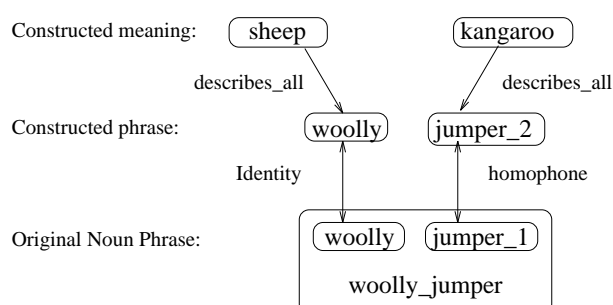 Constructed meaning: sheep kangaroo
describes_all describes_all
Constructed phrase: woolly jumper_2
Identity homophone
Original Noun Phrase: woolly jumper_1
woolly_jumper